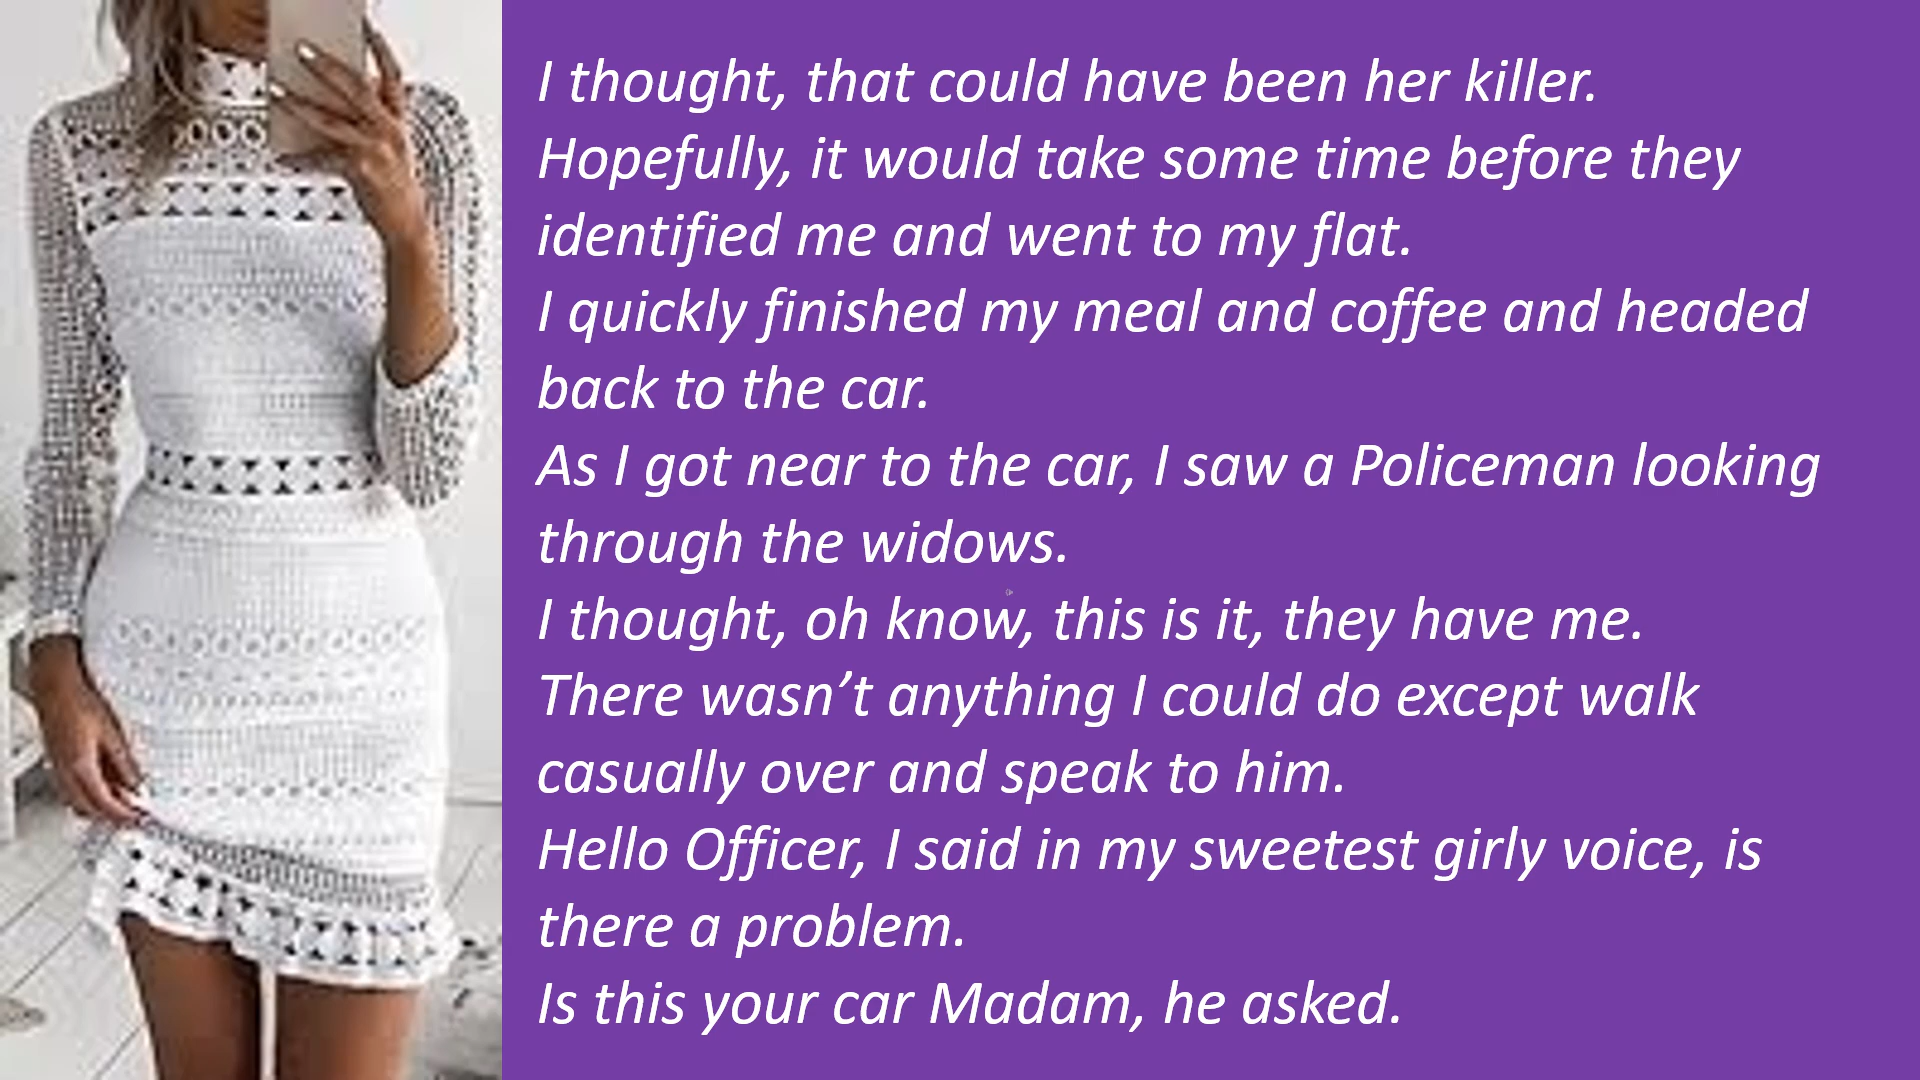 I thought, that could have been her killer.
Hopefully, it would take some time before they
identified me and went to my flat.
I quickly finished my meal and coffee and headed
back to the car.
As I got near to the car, I saw a Policeman looking
through the widows.
I thought, oh know, this is it, they have me.
There wasn’t anything I could do except walk
casually over and speak to him.
Hello Officer, I said in my sweetest girly voice, is
there a problem.
Is this your car Madam, he asked.